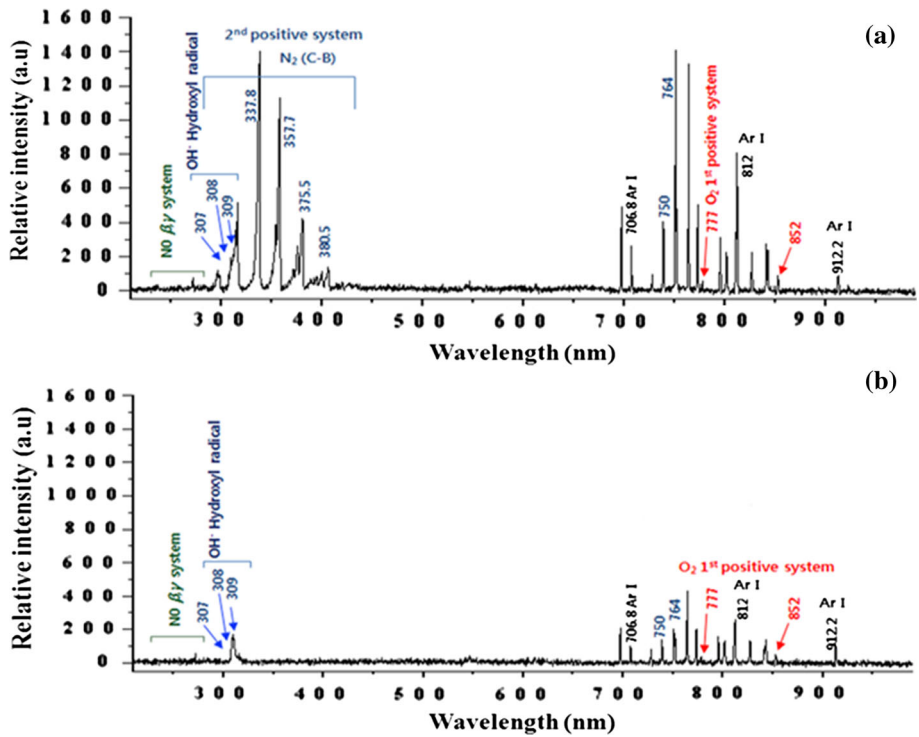 (a)
Relative intensity (a.u)
1600
1400
1200
1000
800
600
400
200
0
NO βγ system
OH· Hydroxyl radical
307
308
309
2nd positive system
N₂ (C-B)
337.8
357.7
375.5
380.5
706.8 Ar I
750
764
777 O₂ 1st positive system
Ar I
812
852
Ar I
912.2
300
400
500
600
700
800
900
Wavelength (nm)
(b)
Relative intensity (a.u)
1600
1400
1200
1000
800
600
400
200
0
NO βγ system
OH· Hydroxyl radical
307
308
309
O₂ 1st positive system
706.8 Ar I
750
764
777
Ar I
812
852
Ar I
912.2
300
400
500
600
700
800
900
Wavelength (nm)